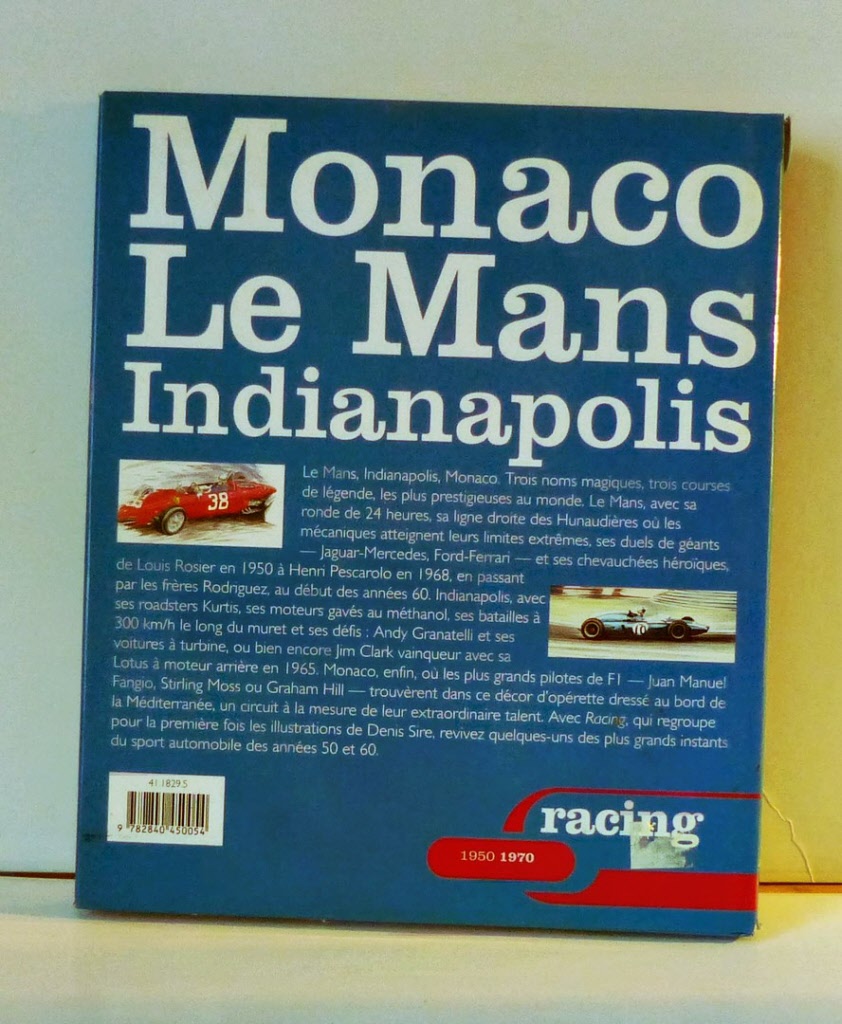 Monaco
Le Mans
Indianapolis
38
Le Mans, Indianapolis, Monaco. Trois noms magiques, trois courses
de légende, les plus prestigieuses au monde. Le Mans, avec sa
ronde de 24 heures, sa ligne droite des Hunaudières où les
mécaniques atteignent leurs limites extrêmes, ses duels de géants
— Jaguar-Mercedes, Ford-Ferrari — et ses chevauchées héroïques,
de Louis Rosier en 1950 à Henri Pescarolo en 1968, en passant
par les frères Rodriguez, au début des années 60. Indianapolis, avec
ses roadsters Kurtis, ses moteurs gavés au méthanol, ses batailles à
300 km/h le long du muret et ses défis : Andy Granatelli et ses
voitures à turbine, ou bien encore Jim Clark vainqueur avec sa
Lotus à moteur arrière en 1965. Monaco, enfin, où les plus grands pilotes de F1 — Juan Manuel
Fangio, Stirling Moss ou Graham Hill — trouvèrent dans ce décor d'opérette dressé au bord de
la Méditerranée, un circuit à la mesure de leur extraordinaire talent. Avec Racing, qui regroupe
pour la première fois les illustrations de Denis Sire, revivez quelques-uns des plus grands instants
du sport automobile des années 50 et 60.
41.1829.5
9 782840 450054
racing
1950 1970